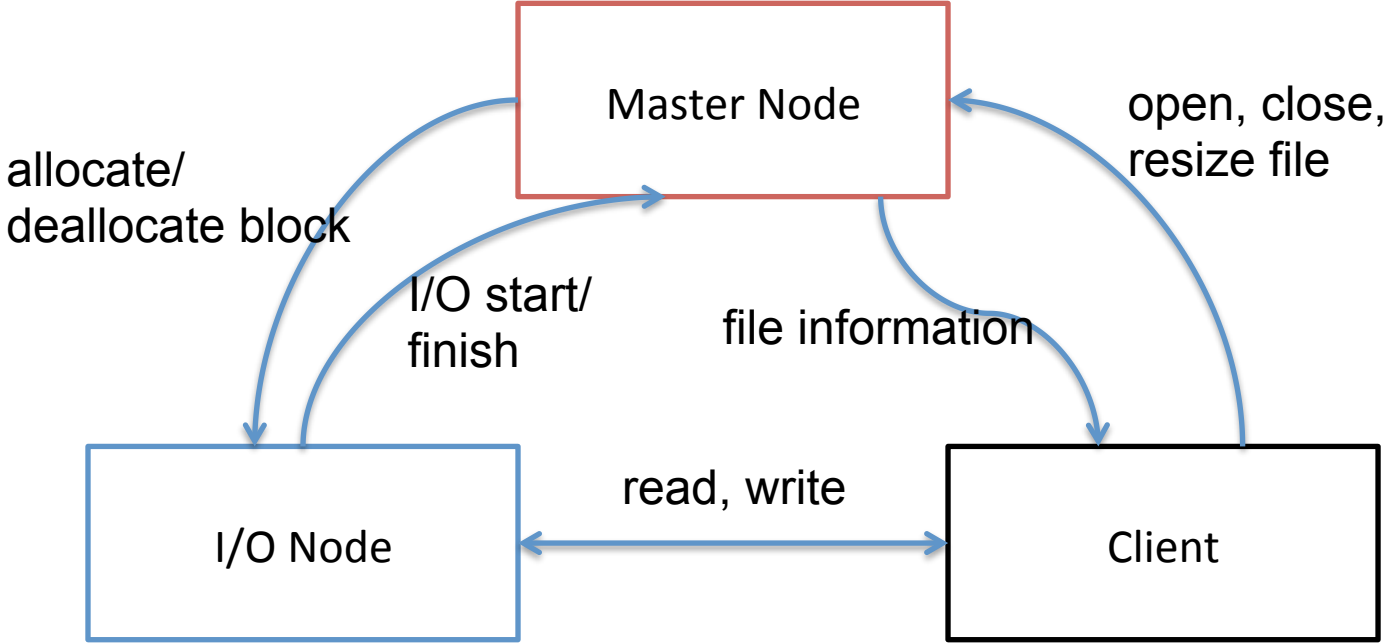 Master Node
open, close,
resize file
allocate/
deallocate block
I/O start/
finish
file information
read, write
I/O Node
Client